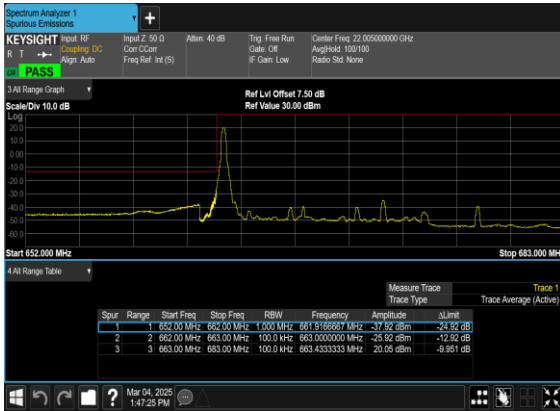 Spectrum Analyzer 1
Spurious Emissions
KEYSIGHT Input: RF Input Z: 50 Ω Atten: 40 dB Trig: Free Run Center Freq: 22.005000000 GHz
R T Coupling: DC Corr CCorr Gate: Off Avg|Hold: 100/100
Align: Auto Freq Ref: Int (S) IF Gain: Low Radio Std: None
LXI PASS
3 All Range Graph
Ref Lvl Offset 7.50 dB
Scale/Div 10.0 dB Ref Value 30.00 dBm
Log
20.0
10.0
0.00
-10.0
-20.0
-30.0
-40.0
-50.0
-60.0
Start 652.000 MHz Stop 683.000 MH
4 All Range Table
Measure Trace Trace 1
Trace Type Trace Average (Active)
Spur Range Start Freq Stop Freq RBW Frequency Amplitude ΔLimit
1 1 652.00 MHz 662.00 MHz 1.000 MHz 661.9166667 MHz -37.92 dBm -24.92 dB
2 2 662.00 MHz 663.00 MHz 100.0 kHz 663.0000000 MHz -25.92 dBm -12.92 dB
3 3 663.00 MHz 683.00 MHz 100.0 kHz 663.4333333 MHz 20.05 dBm -9.951 dB
Mar 04, 2025
1:47:25 PM